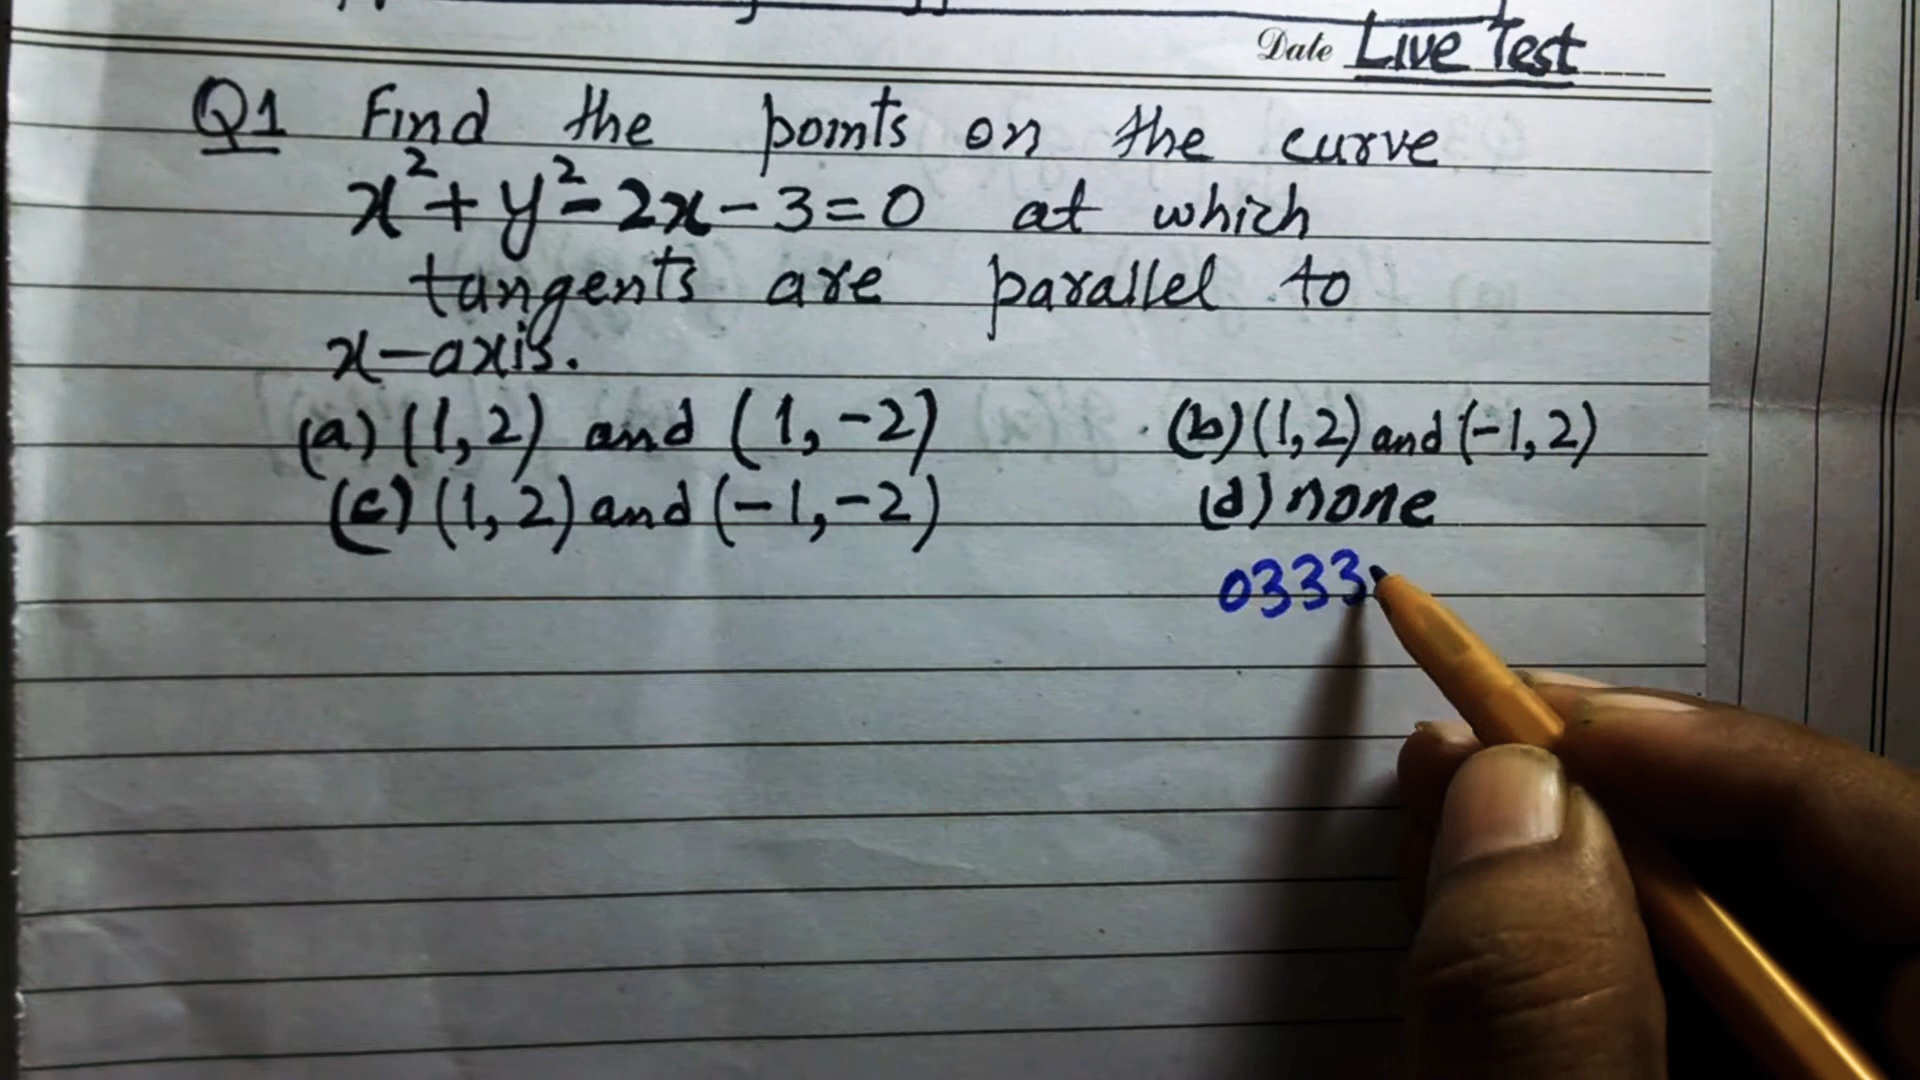 Date Live Test
Q1 Find the points on the curve
x²+y²-2x-3=0 at which
tangents are parallel to
x-axis.
(a) (1,2) and (1,-2) (b) (1,2) and (-1,2)
(c) (1,2) and (-1,-2) (d) none
0333